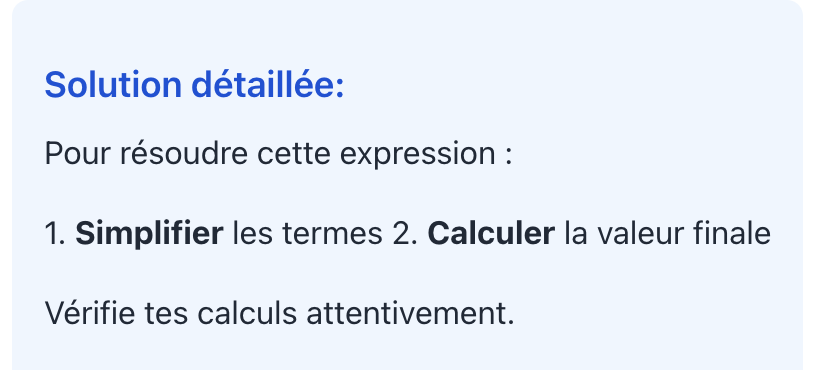 Solution détaillée:
Pour résoudre cette expression :
1. Simplifier les termes 2. Calculer la valeur finale
Vérifie tes calculs attentivement.